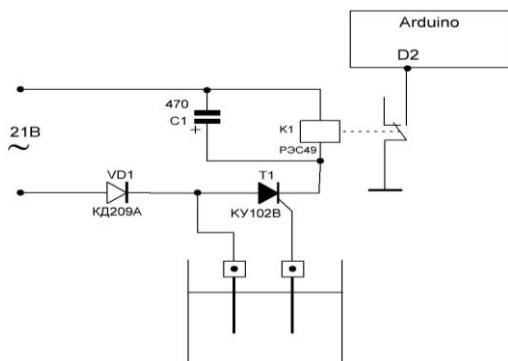 Arduino
D2
470
C1
+
K1
РЭС49
21В
~
VD1
КД209А
T1
КУ102В